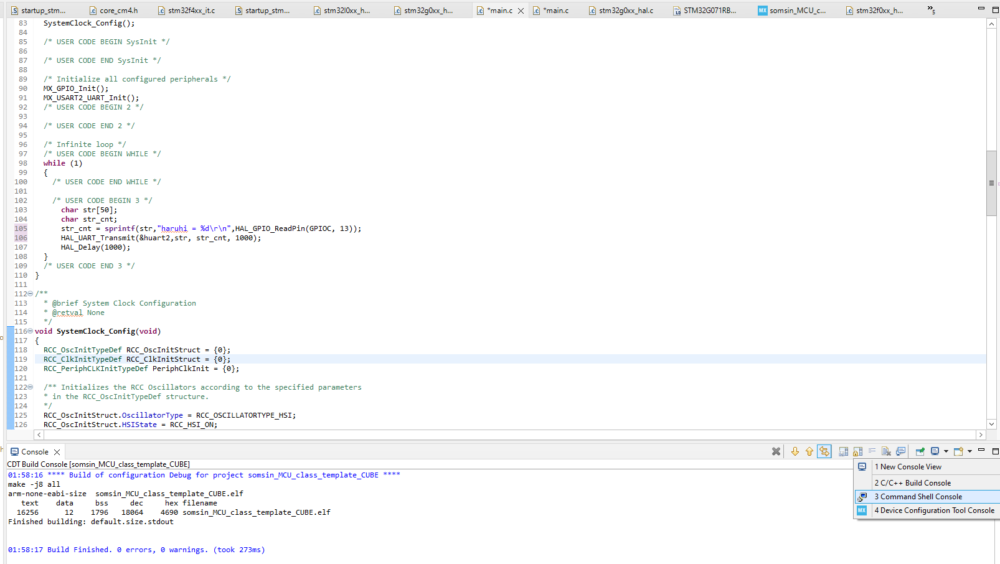 startup_stm...
core_cm4.h
stm32f4xx_it.c
startup_stm...
stm32l0xx_h...
stm32g0xx_h...
*main.c
*main.c
stm32g0xx_hal.c
STM32G071RB...
MX somsin_MCU_c...
stm32f0xx_h...
»5
83 SystemClock_Config();
84
85 /* USER CODE BEGIN SysInit */
86
87 /* USER CODE END SysInit */
88
89 /* Initialize all configured peripherals */
90 MX_GPIO_Init();
91 MX_USART2_UART_Init();
92 /* USER CODE BEGIN 2 */
93
94 /* USER CODE END 2 */
95
96 /* Infinite loop */
97 /* USER CODE BEGIN WHILE */
98 while (1)
99 {
100 /* USER CODE END WHILE */
101
102 /* USER CODE BEGIN 3 */
103 char str[50];
104 char str_cnt;
105 str_cnt = sprintf(str,"haruhi = %d\r\n",HAL_GPIO_ReadPin(GPIOC, 13));
106 HAL_UART_Transmit(&huart2,str, str_cnt, 1000);
107 HAL_Delay(1000);
108 }
109 /* USER CODE END 3 */
110 }
111
112 /**
113 * @brief System Clock Configuration
114 * @retval None
115 */
116 void SystemClock_Config(void)
117 {
118 RCC_OscInitTypeDef RCC_OscInitStruct = {0};
119 RCC_ClkInitTypeDef RCC_ClkInitStruct = {0};
120 RCC_PeriphCLKInitTypeDef PeriphClkInit = {0};
121
122 /** Initializes the RCC Oscillators according to the specified parameters
123 * in the RCC_OscInitTypeDef structure.
124 */
125 RCC_OscInitStruct.OscillatorType = RCC_OSCILLATORTYPE_HSI;
126 RCC_OscInitStruct.HSIState = RCC_HSI_ON;
Console
CDT Build Console [somsin_MCU_class_template_CUBE]
01:58:16 **** Build of configuration Debug for project somsin_MCU_class_template_CUBE ****
make -j8 all
arm-none-eabi-size somsin_MCU_class_template_CUBE.elf
text data bss dec hex filename
16256 12 1796 18064 4690 somsin_MCU_class_template_CUBE.elf
Finished building: default.size.stdout
01:58:17 Build Finished. 0 errors, 0 warnings. (took 273ms)
1 New Console View
2 C/C++ Build Console
3 Command Shell Console
MX 4 Device Configuration Tool Console